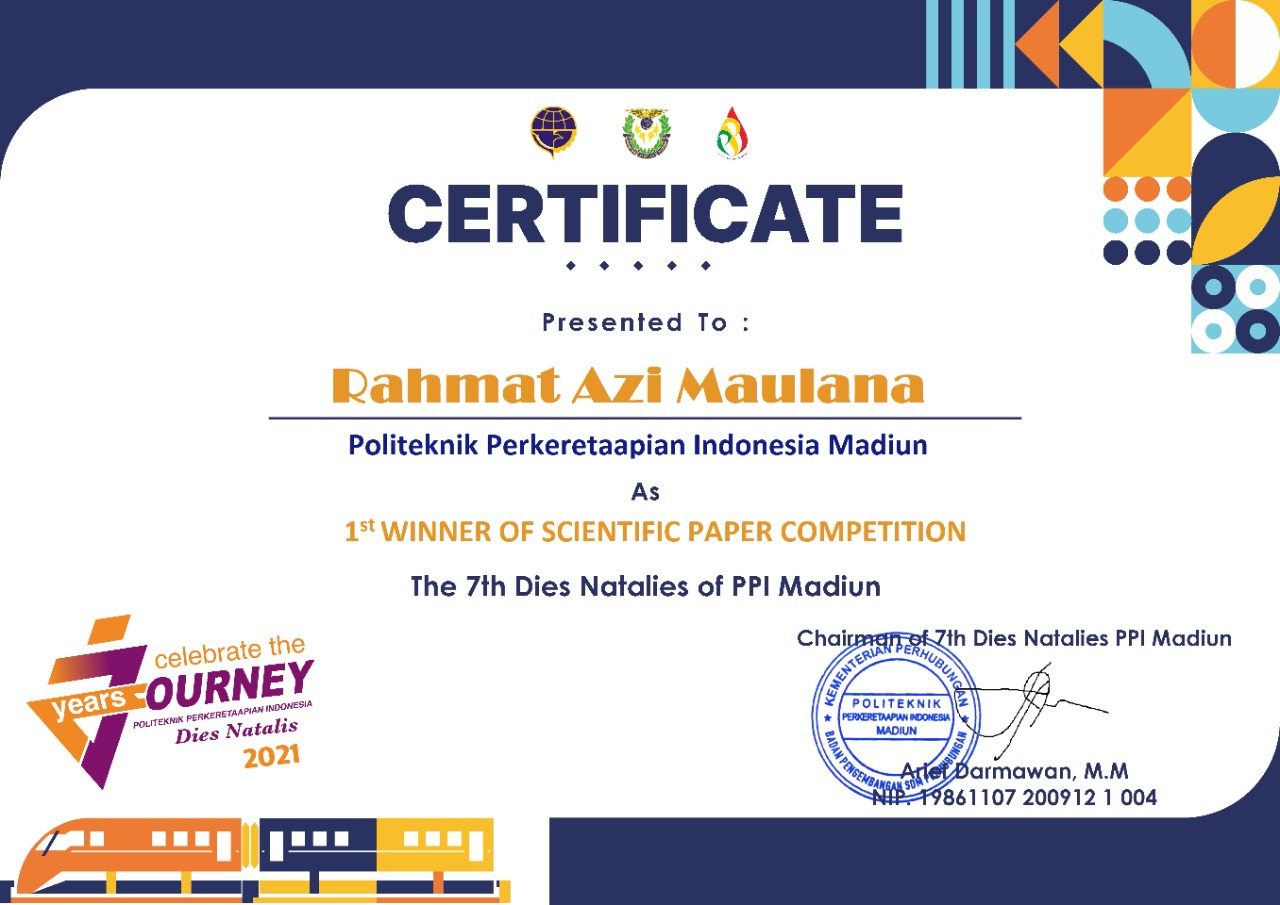 CERTIFICATE
Presented To :
Rahmat Azi Maulana
Politeknik Perkeretaapian Indonesia Madiun
As
1st WINNER OF SCIENTIFIC PAPER COMPETITION
The 7th Dies Natalies of PPI Madiun
celebrate the
7 years JOURNEY
POLITEKNIK PERKERETAAPIAN INDONESIA
Dies Natalis
2021
Chairman of 7th Dies Natalies PPI Madiun
KEMENTERIAN PERHUBUNGAN
POLITEKNIK
PERKERETAAPIAN INDONESIA
MADIUN
BADAN PENGEMBANGAN SDM PERHUBUNGAN
Arief Darmawan, M.M
NIP. 19861107 200912 1 004